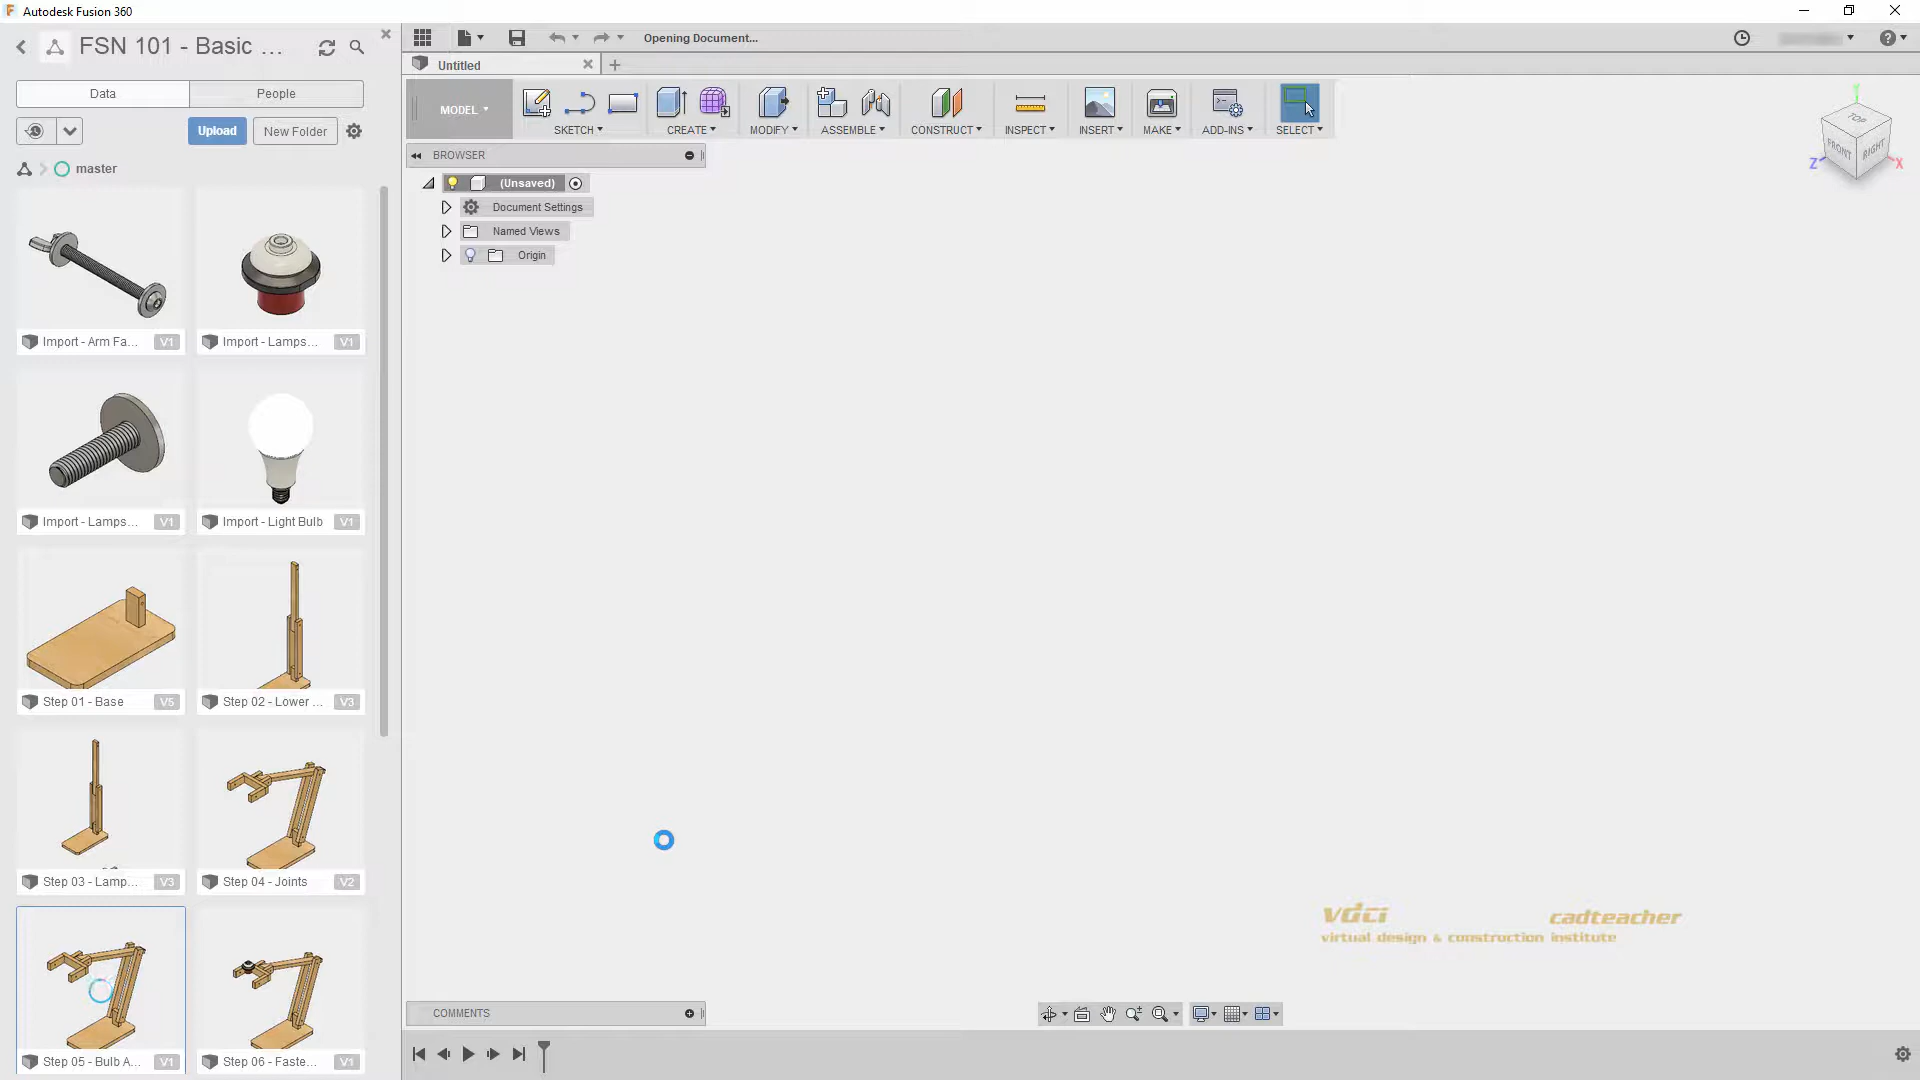 Autodesk Fusion 360
FSN 101 - Basic ...
Opening Document...
Untitled
Data
People
Upload
New Folder
master
MODEL
SKETCH
CREATE
MODIFY
ASSEMBLE
CONSTRUCT
INSPECT
INSERT
MAKE
ADD-INS
SELECT
TOP
FRONT
RIGHT
Y
Z
X
BROWSER
(Unsaved)
Document Settings
Named Views
Origin
Import - Arm Fa...
V1
Import - Lamps...
V1
Import - Lamps...
V1
Import - Light Bulb
V1
Step 01 - Base
V5
Step 02 - Lower ...
V3
Step 03 - Lamp...
V3
Step 04 - Joints
V2
Step 05 - Bulb A...
V1
Step 06 - Faste...
V1
vdci
cadteacher
virtual design & construction institute
COMMENTS